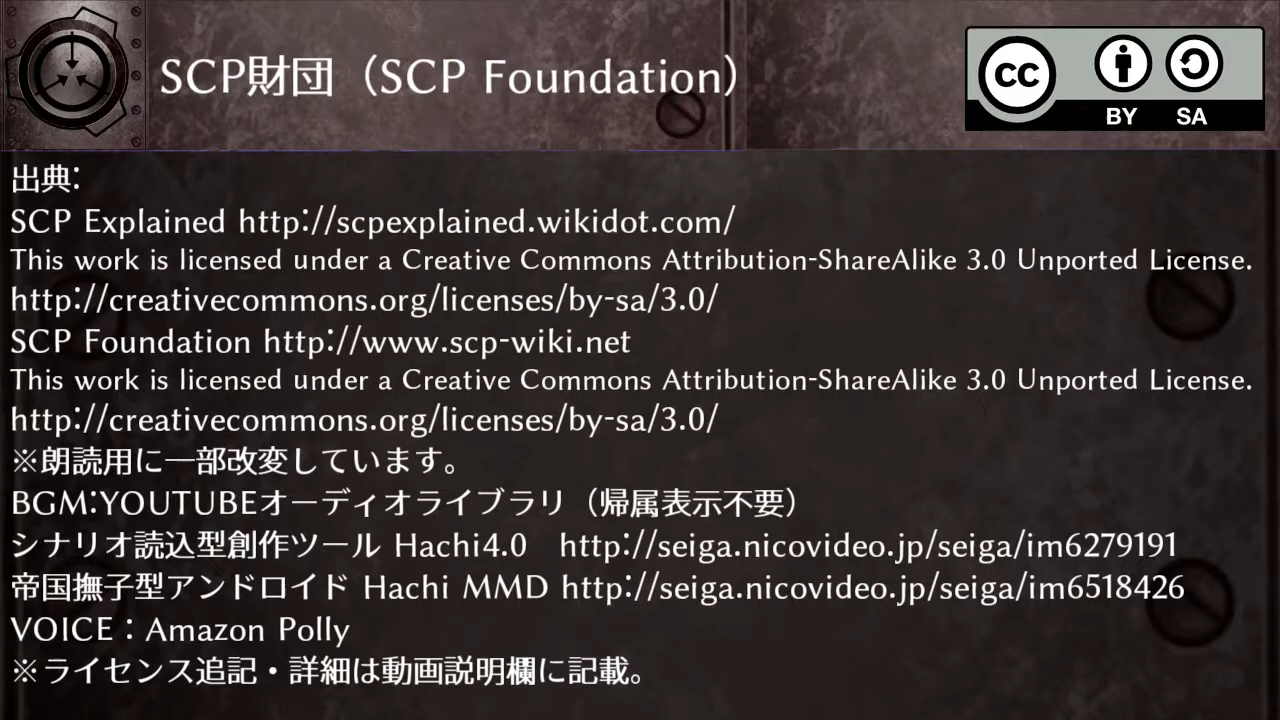 SCP財団（SCP Foundation）
CC BY SA
出典:
SCP Explained http://scpexplained.wikidot.com/
This work is licensed under a Creative Commons Attribution-ShareAlike 3.0 Unported License.
http://creativecommons.org/licenses/by-sa/3.0/
SCP Foundation http://www.scp-wiki.net
This work is licensed under a Creative Commons Attribution-ShareAlike 3.0 Unported License.
http://creativecommons.org/licenses/by-sa/3.0/
※朗読用に一部改変しています。
BGM:YOUTUBEオーディオライブラリ（帰属表示不要）
シナリオ読込型創作ツール Hachi4.0　http://seiga.nicovideo.jp/seiga/im6279191
帝国撫子型アンドロイド Hachi MMD http://seiga.nicovideo.jp/seiga/im6518426
VOICE：Amazon Polly
※ライセンス追記・詳細は動画説明欄に記載。